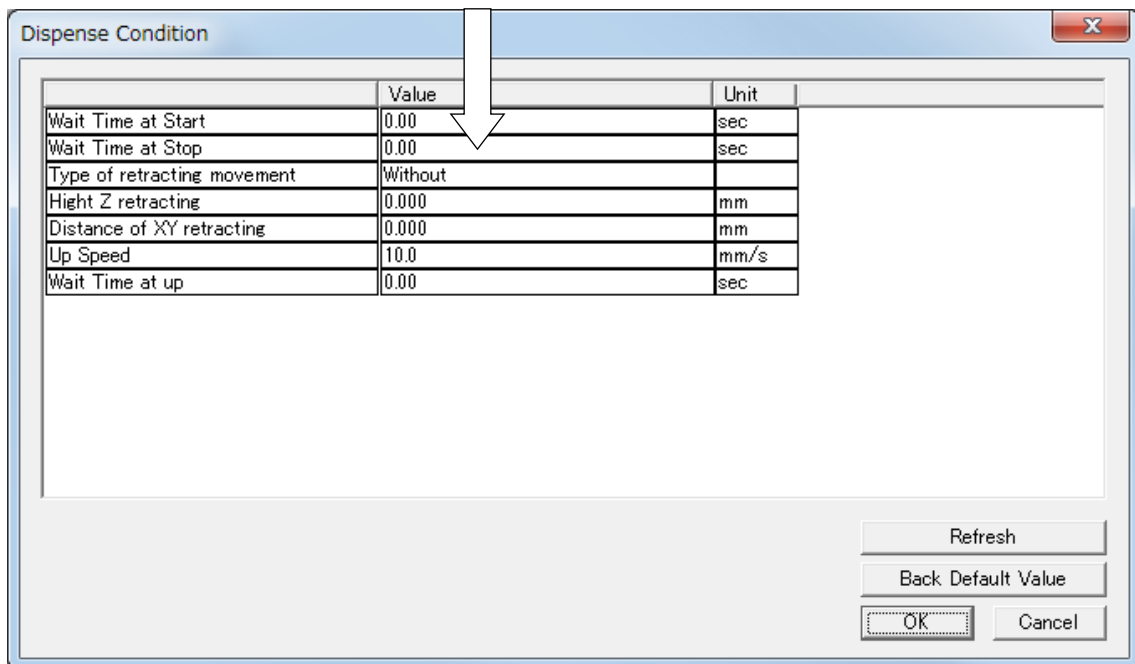 Dispense Condition
Value Unit
Wait Time at Start 0.00 sec
Wait Time at Stop 0.00 sec
Type of retracting movement Without
Hight Z retracting 0.000 mm
Distance of XY retracting 0.000 mm
Up Speed 10.0 mm/s
Wait Time at up 0.00 sec
Refresh
Back Default Value
OK Cancel